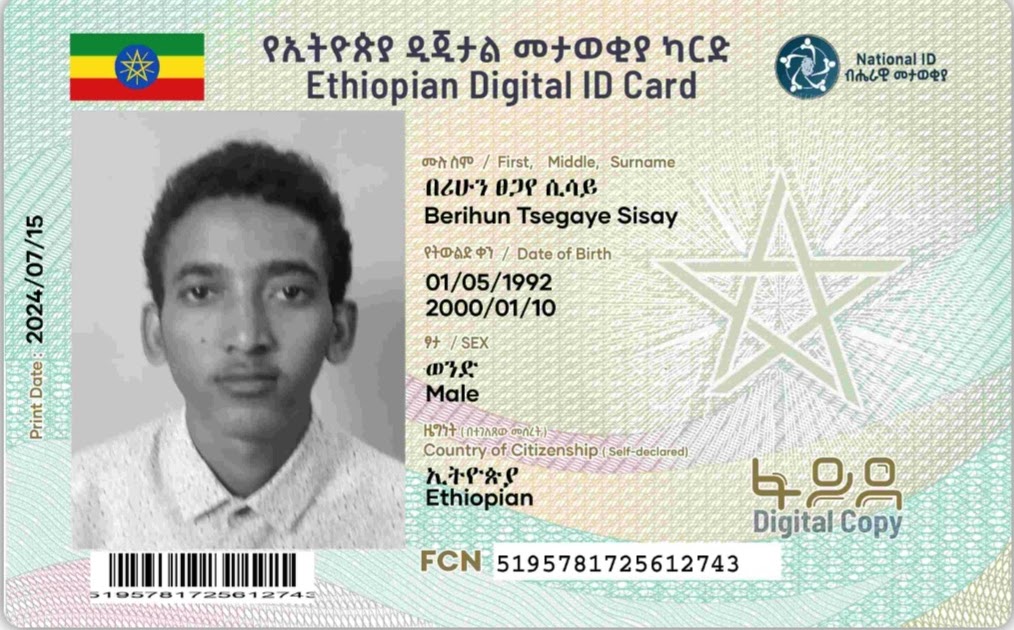 የኢትዮጵያ ዲጂታል መታወቂያ ካርድ
Ethiopian Digital ID Card
National ID
ብሔራዊ መታወቂያ
ሙሉ ስም / First, Middle, Surname
በሪሁን ፀጋየ ሲሳይ
Berihun Tsegaye Sisay
የትውልድ ቀን / Date of Birth
01/05/1992
2000/01/10
ፆታ / SEX
ወንድ
Male
ዜግነት (በተገለጸው መሰረት)
Country of Citizenship (Self-declared)
ኢትዮጵያ
Ethiopian
ፋይዳ
Digital Copy
FCN 5195781725612743
5195781725612743
Print Date: 2024/07/15